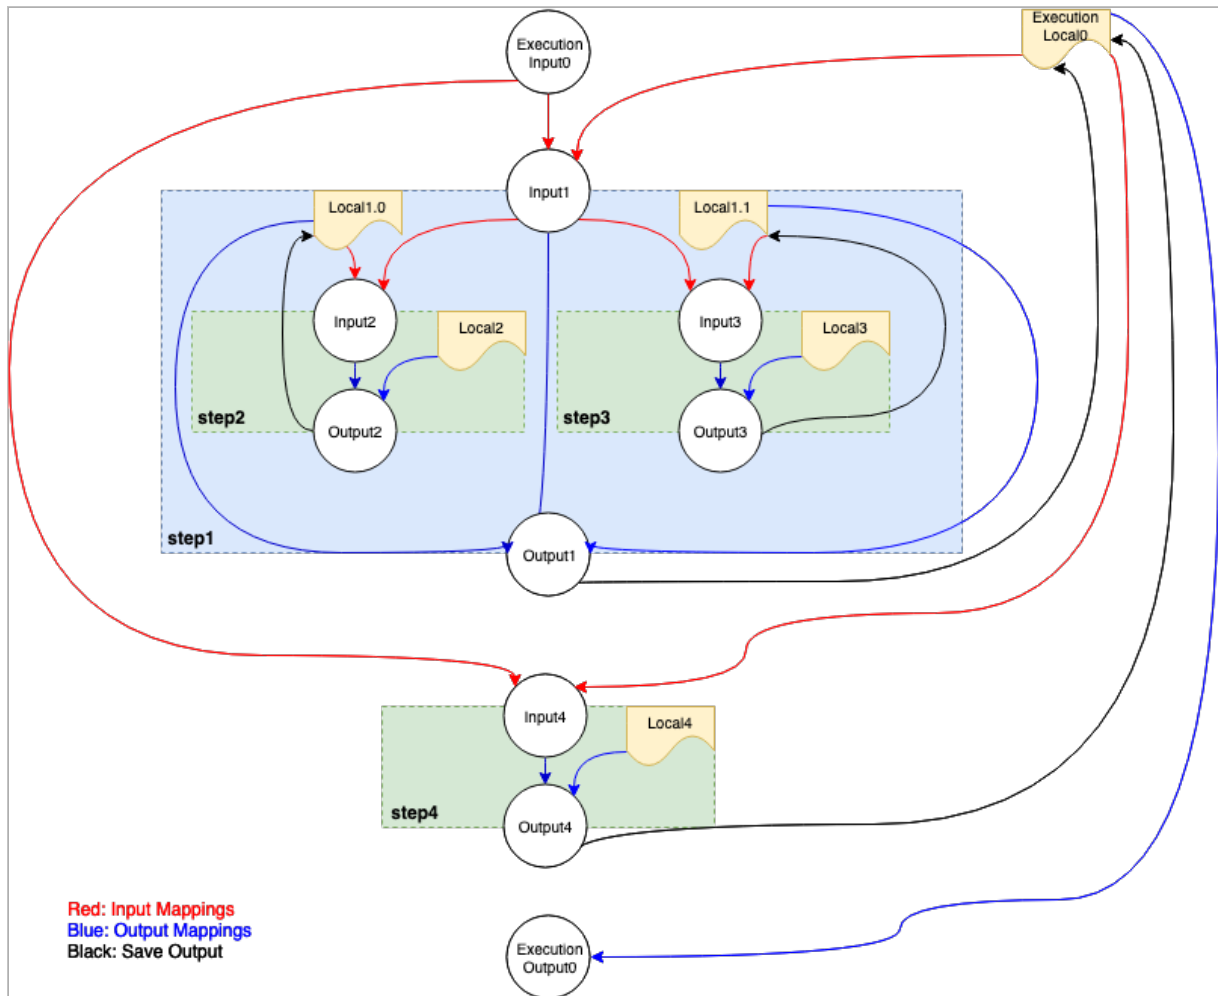 Execution
Input0
Execution
Local0
Input1
Local1.0
Local1.1
Input2
Local2
Input3
Local3
step2
Output2
step3
Output3
step1
Output1
Input4
Local4
step4
Output4
Red: Input Mappings
Blue: Output Mappings
Black: Save Output
Execution
Output0